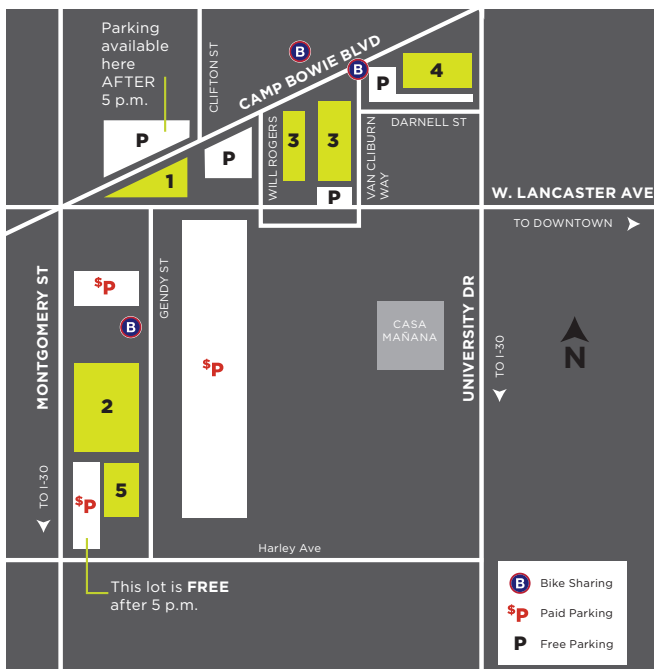 Parking
available
here
AFTER
5 p.m.
CLIFTON ST
B
CAMP BOWIE BLVD
B
P
4
DARNELL ST
P
1
P
WILL ROGERS
3
3
P
VAN CLIBURN
WAY
W. LANCASTER AVE
TO DOWNTOWN
MONTGOMERY ST
$P
B
GENDY ST
$P
CASA
MAÑANA
UNIVERSITY DR
TO I-30
N
2
TO I-30
$P
5
Harley Ave
This lot is FREE
after 5 p.m.
B Bike Sharing
$P Paid Parking
P Free Parking